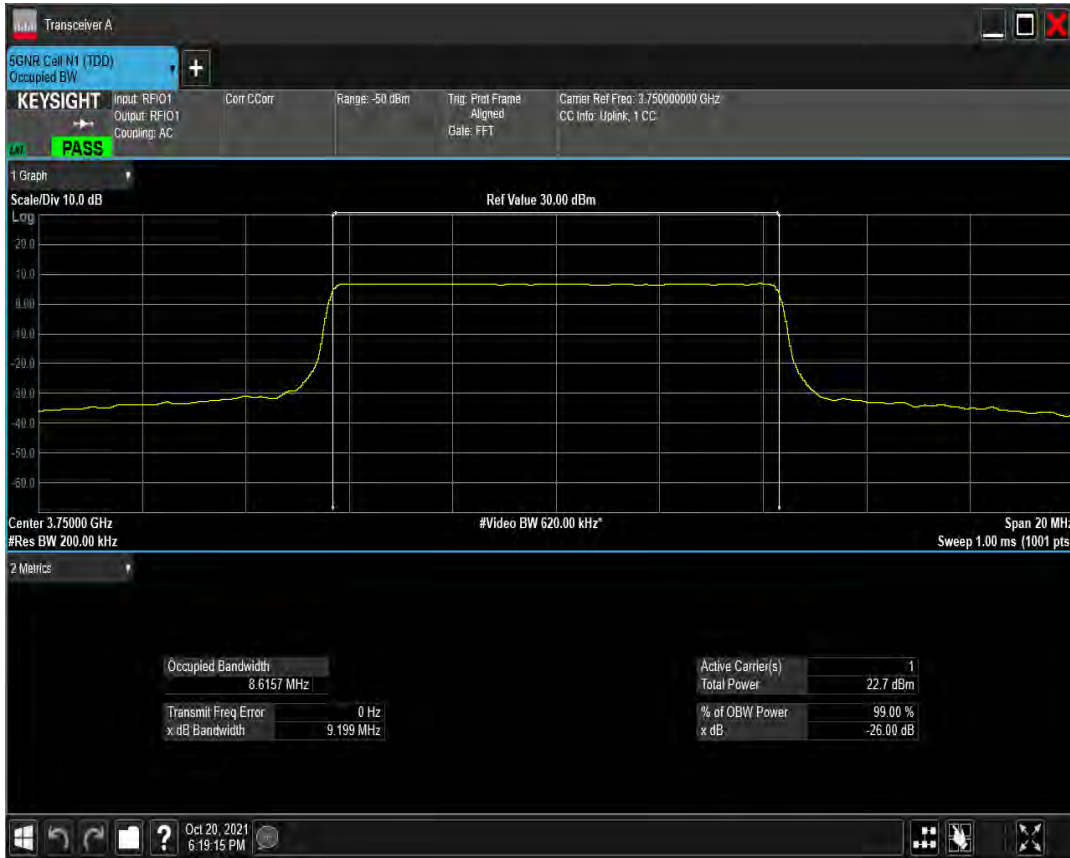 Transceiver A
5GNR Cell N1 (TDD)
Occupied BW
+
KEYSIGHT
Input: RFIO1
Output: RFIO1
Coupling: AC
Corr CCorr
Range: -50 dBm
Trig: Prot Frame
Aligned
Gate: FFT
Carrier Ref Freq: 3.750000000 GHz
CC Info: Uplink, 1 CC
PASS
1 Graph
Scale/Div 10.0 dB
Ref Value 30.00 dBm
Log
20.0
10.0
0.00
-10.0
-20.0
-30.0
-40.0
-50.0
-60.0
Center 3.75000 GHz
#Video BW 620.00 kHz*
Span 20 MHz
#Res BW 200.00 kHz
Sweep 1.00 ms (1001 pts
2 Metrics
Occupied Bandwidth
8.6157 MHz
Transmit Freq Error 0 Hz
x dB Bandwidth 9.199 MHz
Active Carrier(s) 1
Total Power 22.7 dBm
% of OBW Power 99.00 %
x dB -26.00 dB
?
Oct 20, 2021
6:19:15 PM